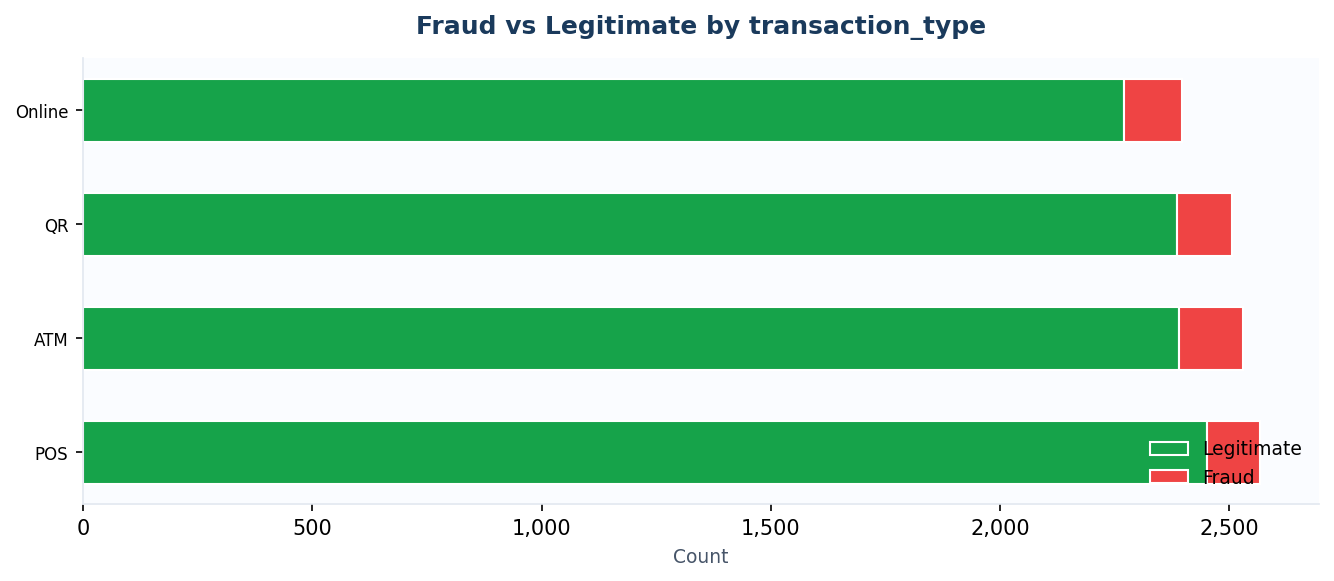 Fraud vs Legitimate by transaction_type
Online
QR
ATM
POS
Legitimate
Fraud
0 500 1,000 1,500 2,000 2,500
Count